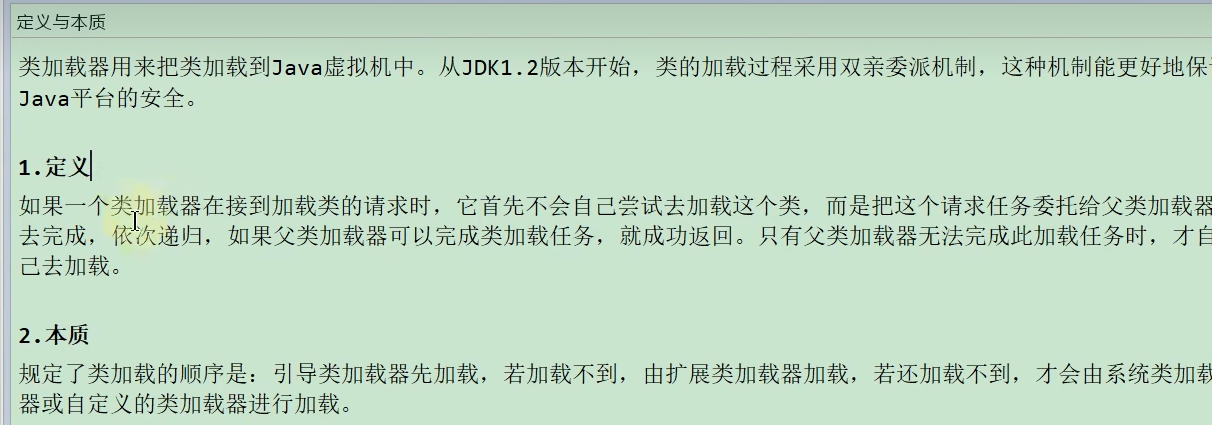 定义与本质
类加载器用来把类加载到Java虚拟机中。从JDK1.2版本开始，类的加载过程采用双亲委派机制，这种机制能更好地保
Java平台的安全。
1.定义
如果一个类加载器在接到加载类的请求时，它首先不会自己尝试去加载这个类，而是把这个请求任务委托给父类加载器
去完成，依次递归，如果父类加载器可以完成类加载任务，就成功返回。只有父类加载器无法完成此加载任务时，才自
己去加载。
2.本质
规定了类加载的顺序是：引导类加载器先加载，若加载不到，由扩展类加载器加载，若还加载不到，才会由系统类加载
器或自定义的类加载器进行加载。